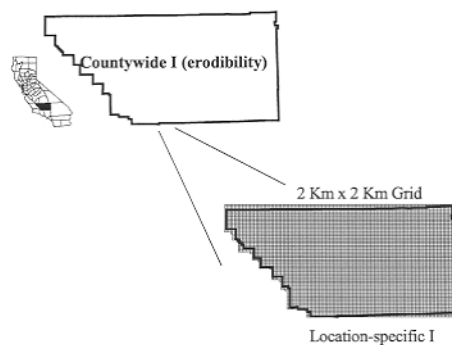 Countywide I (erodibility)
2 Km x 2 Km Grid
Location-specific I